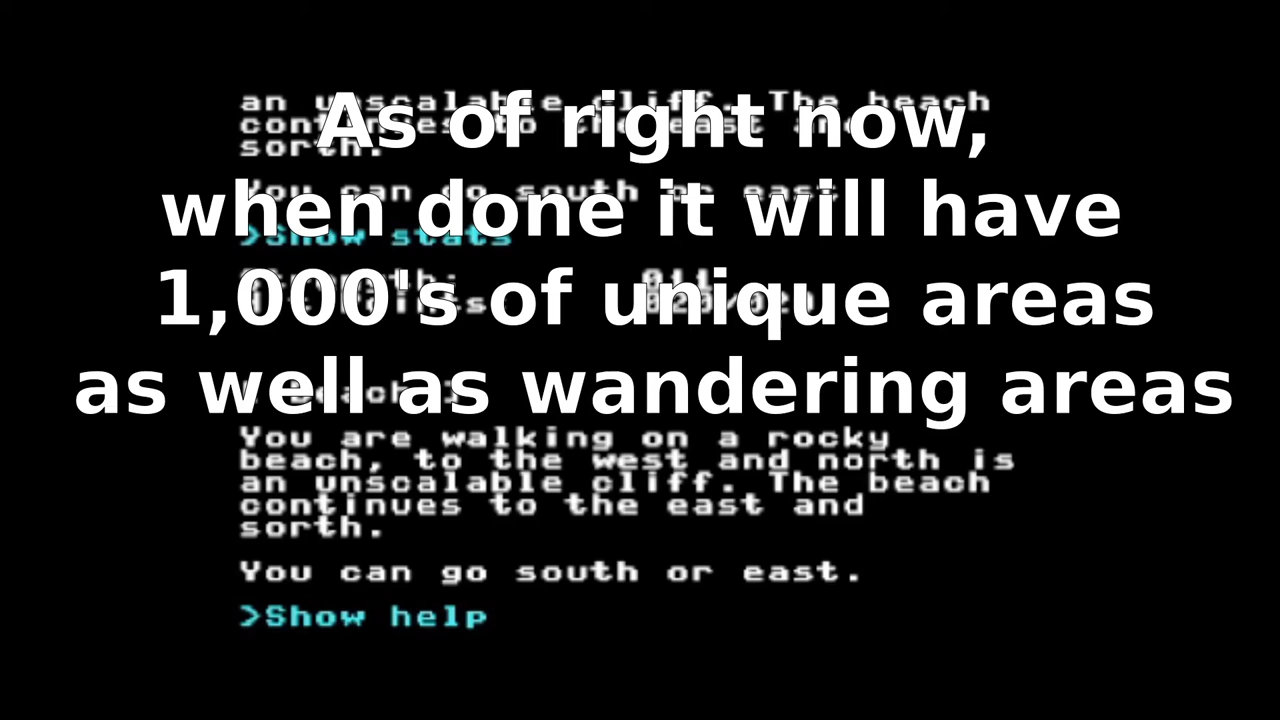 As of right now,
when done it will have
1,000's of unique areas
as well as wandering areas
an unscalable cliff. The beach
continues to the east and
sorth.
You can go south or east.
>Show stats
You are walking on a rocky
beach, to the west and north is
an unscalable cliff. The beach
continues to the east and
sorth.
You can go south or east.
>Show help